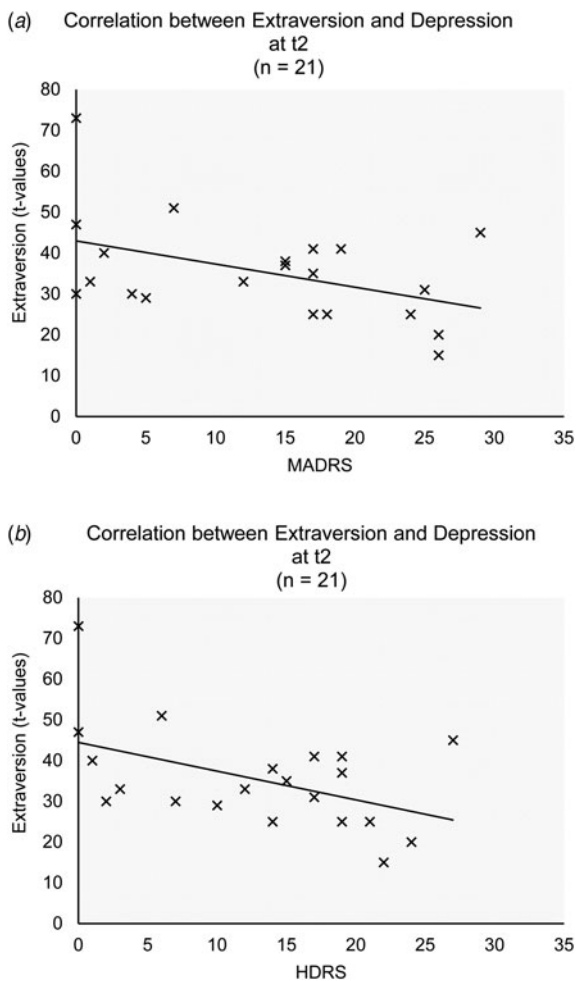 (a) Correlation between Extraversion and Depression
at t2
(n = 21)
80
70
60
50
40
30
20
10
0
Extraversion (t-values)
0 5 10 15 20 25 30 35
MADRS
(b) Correlation between Extraversion and Depression
at t2
(n = 21)
80
70
60
50
40
30
20
10
0
Extraversion (t-values)
0 5 10 15 20 25 30 35
HDRS